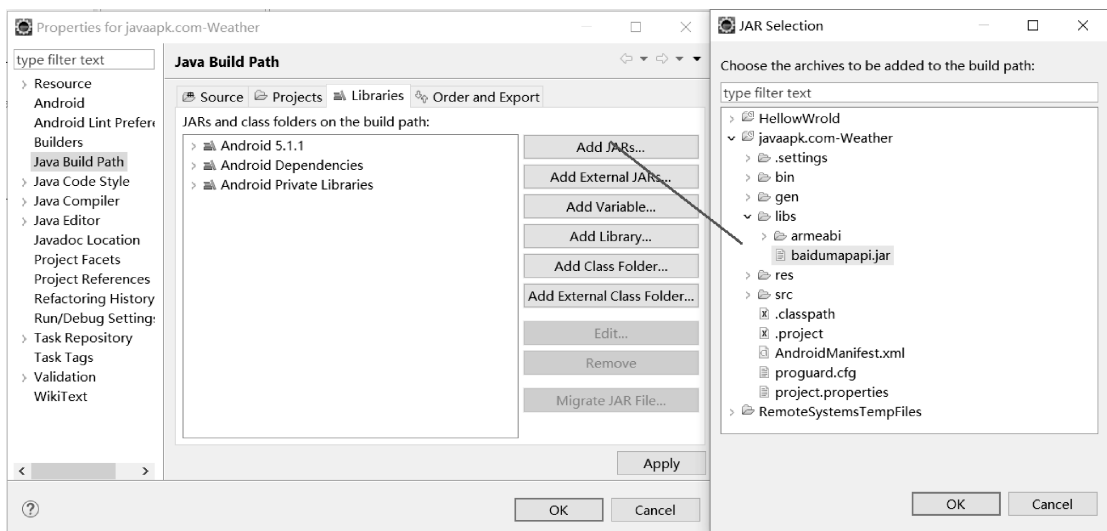 Properties for javaapk.com-Weather
type filter text
Resource
Android
Android Lint Prefere
Builders
Java Build Path
Java Code Style
Java Compiler
Java Editor
Javadoc Location
Project Facets
Project References
Refactoring History
Run/Debug Settings
Task Repository
Task Tags
Validation
WikiText
Java Build Path
Source Projects Libraries Order and Export
JARs and class folders on the build path:
Android 5.1.1
Android Dependencies
Android Private Libraries
Add JARs...
Add External JARs...
Add Variable...
Add Library...
Add Class Folder...
Add External Class Folder...
Edit...
Remove
Migrate JAR File...
Apply
OK Cancel
JAR Selection
Choose the archives to be added to the build path:
type filter text
HellowWrold
javaapk.com-Weather
.settings
bin
gen
libs
armeabi
baidumapapi.jar
res
src
.classpath
.project
AndroidManifest.xml
proguard.cfg
project.properties
RemoteSystemsTempFiles
OK Cancel